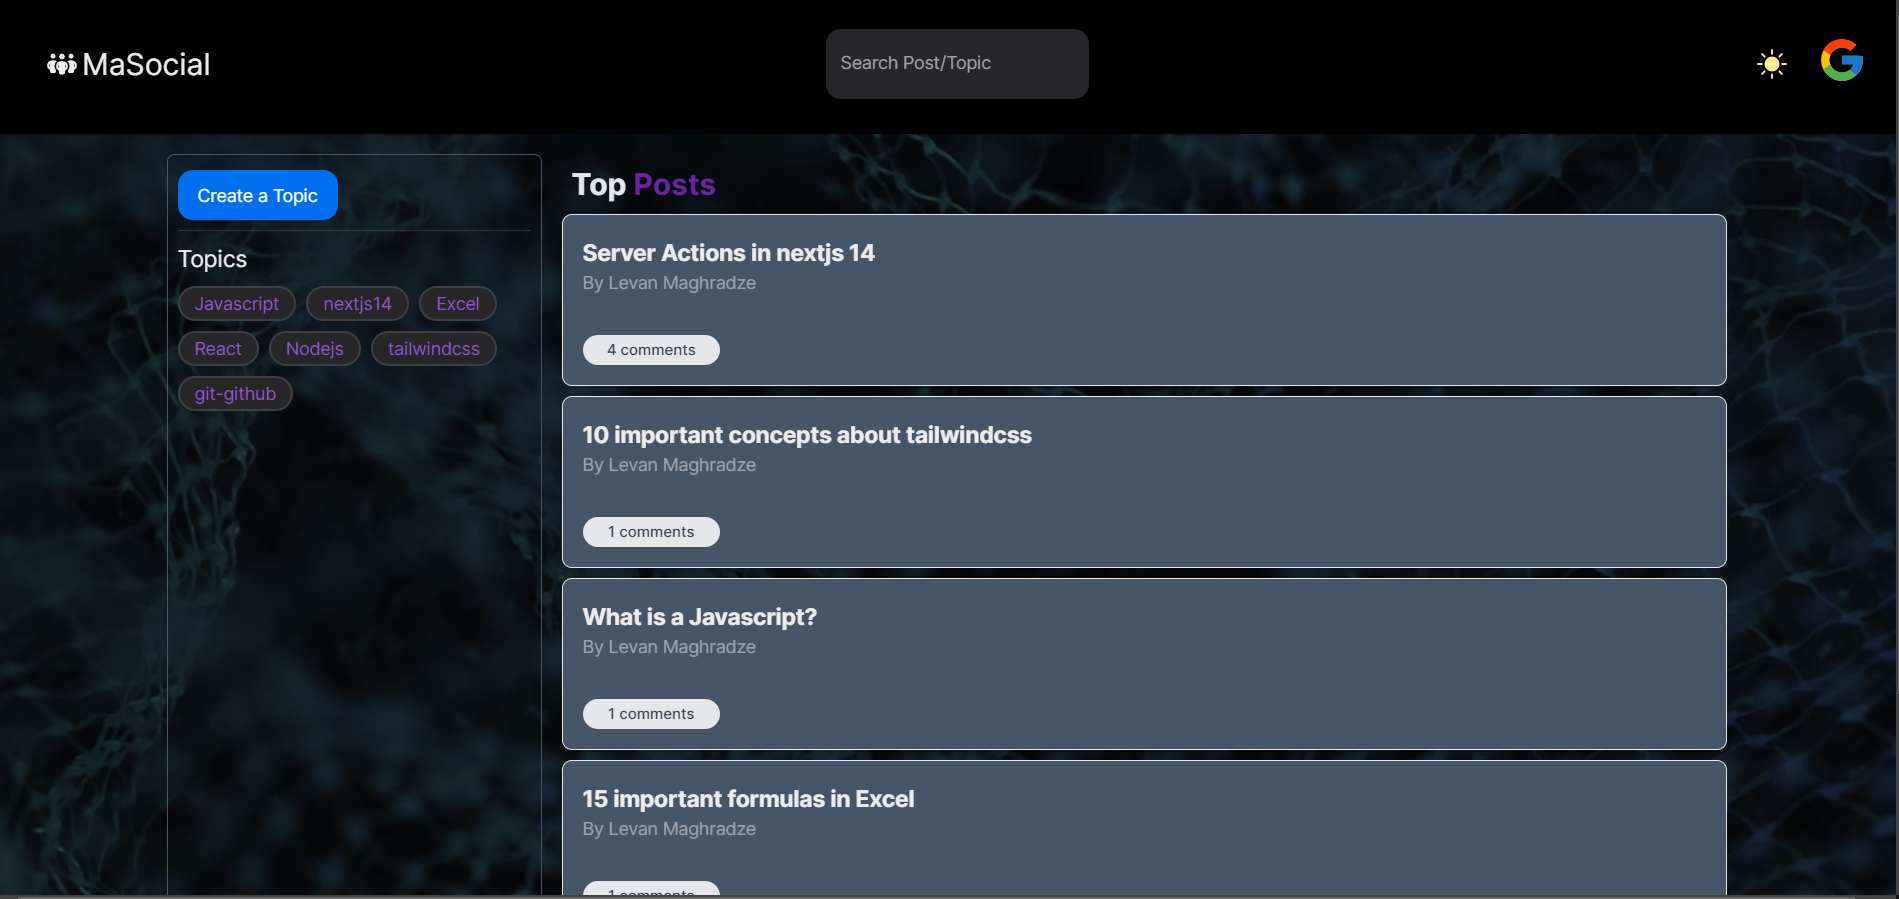 MaSocial
Search Post/Topic
Create a Topic
Topics
Javascript
nextjs14
Excel
React
Nodejs
tailwindcss
git-github
Top Posts
Server Actions in nextjs 14
By Levan Maghradze
4 comments
10 important concepts about tailwindcss
By Levan Maghradze
1 comments
What is a Javascript?
By Levan Maghradze
1 comments
15 important formulas in Excel
By Levan Maghradze
1 comments